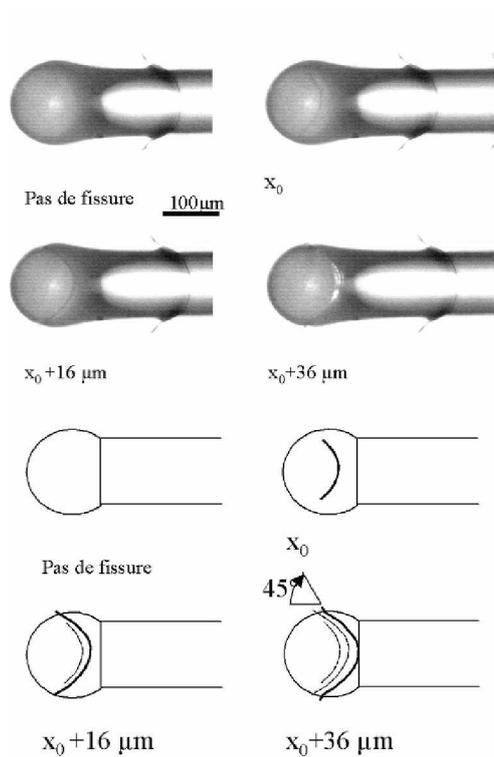 Pas de fissure
100µm
x₀
x₀ +16 µm
x₀+36 µm
Pas de fissure
x₀
45°
x₀+16 µm
x₀+36 µm